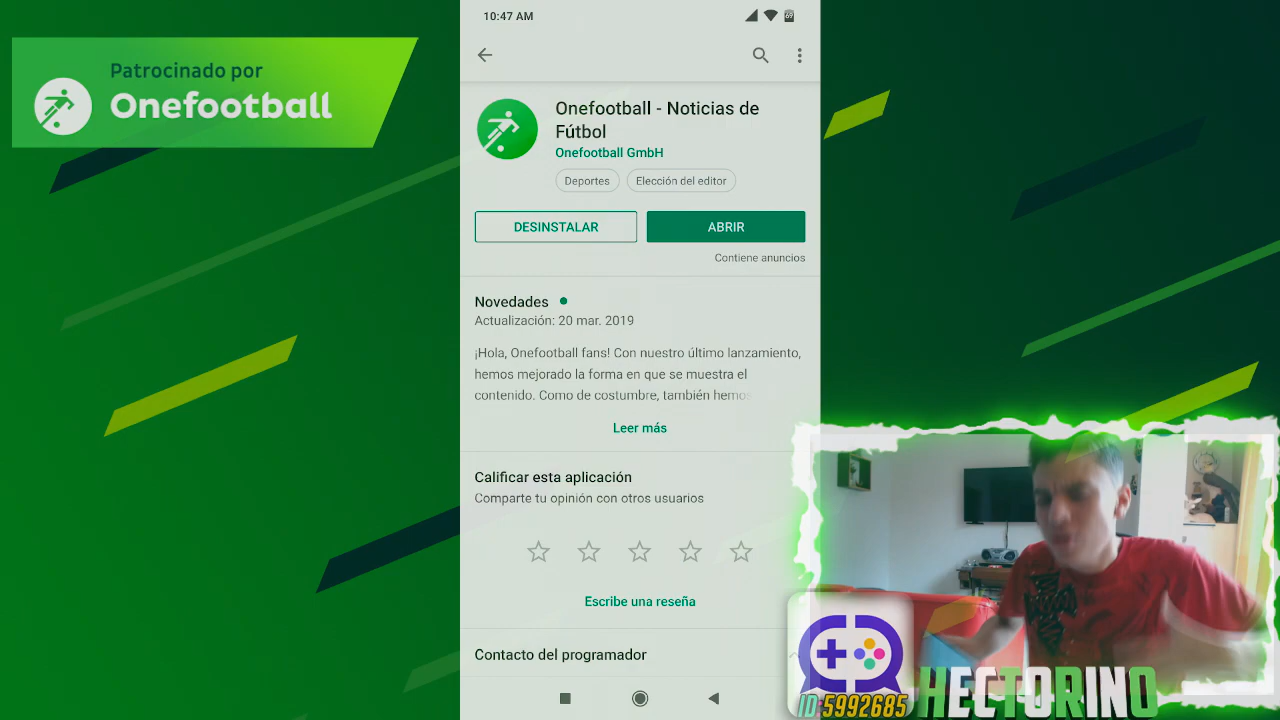 Patrocinado por
Onefootball
10:47 AM
69
Onefootball - Noticias de
Fútbol
Onefootball GmbH
Deportes
Elección del editor
DESINSTALAR
ABRIR
Contiene anuncios
Novedades
Actualización: 20 mar. 2019
¡Hola, Onefootball fans! Con nuestro último lanzamiento,
hemos mejorado la forma en que se muestra el
contenido. Como de costumbre, también hemos
Leer más
Calificar esta aplicación
Comparte tu opinión con otros usuarios
Escribe una reseña
Contacto del programador
ID:5992685
HECTORINO